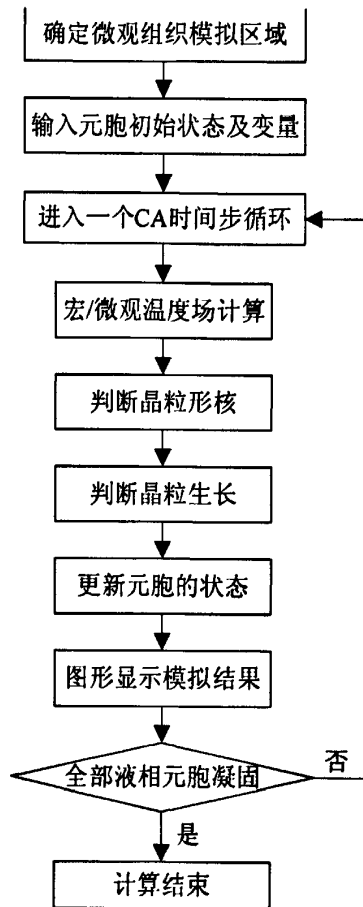 确定微观组织模拟区域
输入元胞初始状态及变量
进入一个CA时间步循环
宏/微观温度场计算
判断晶粒形核
判断晶粒生长
更新元胞的状态
图形显示模拟结果
全部液相元胞凝固
否
是
计算结束